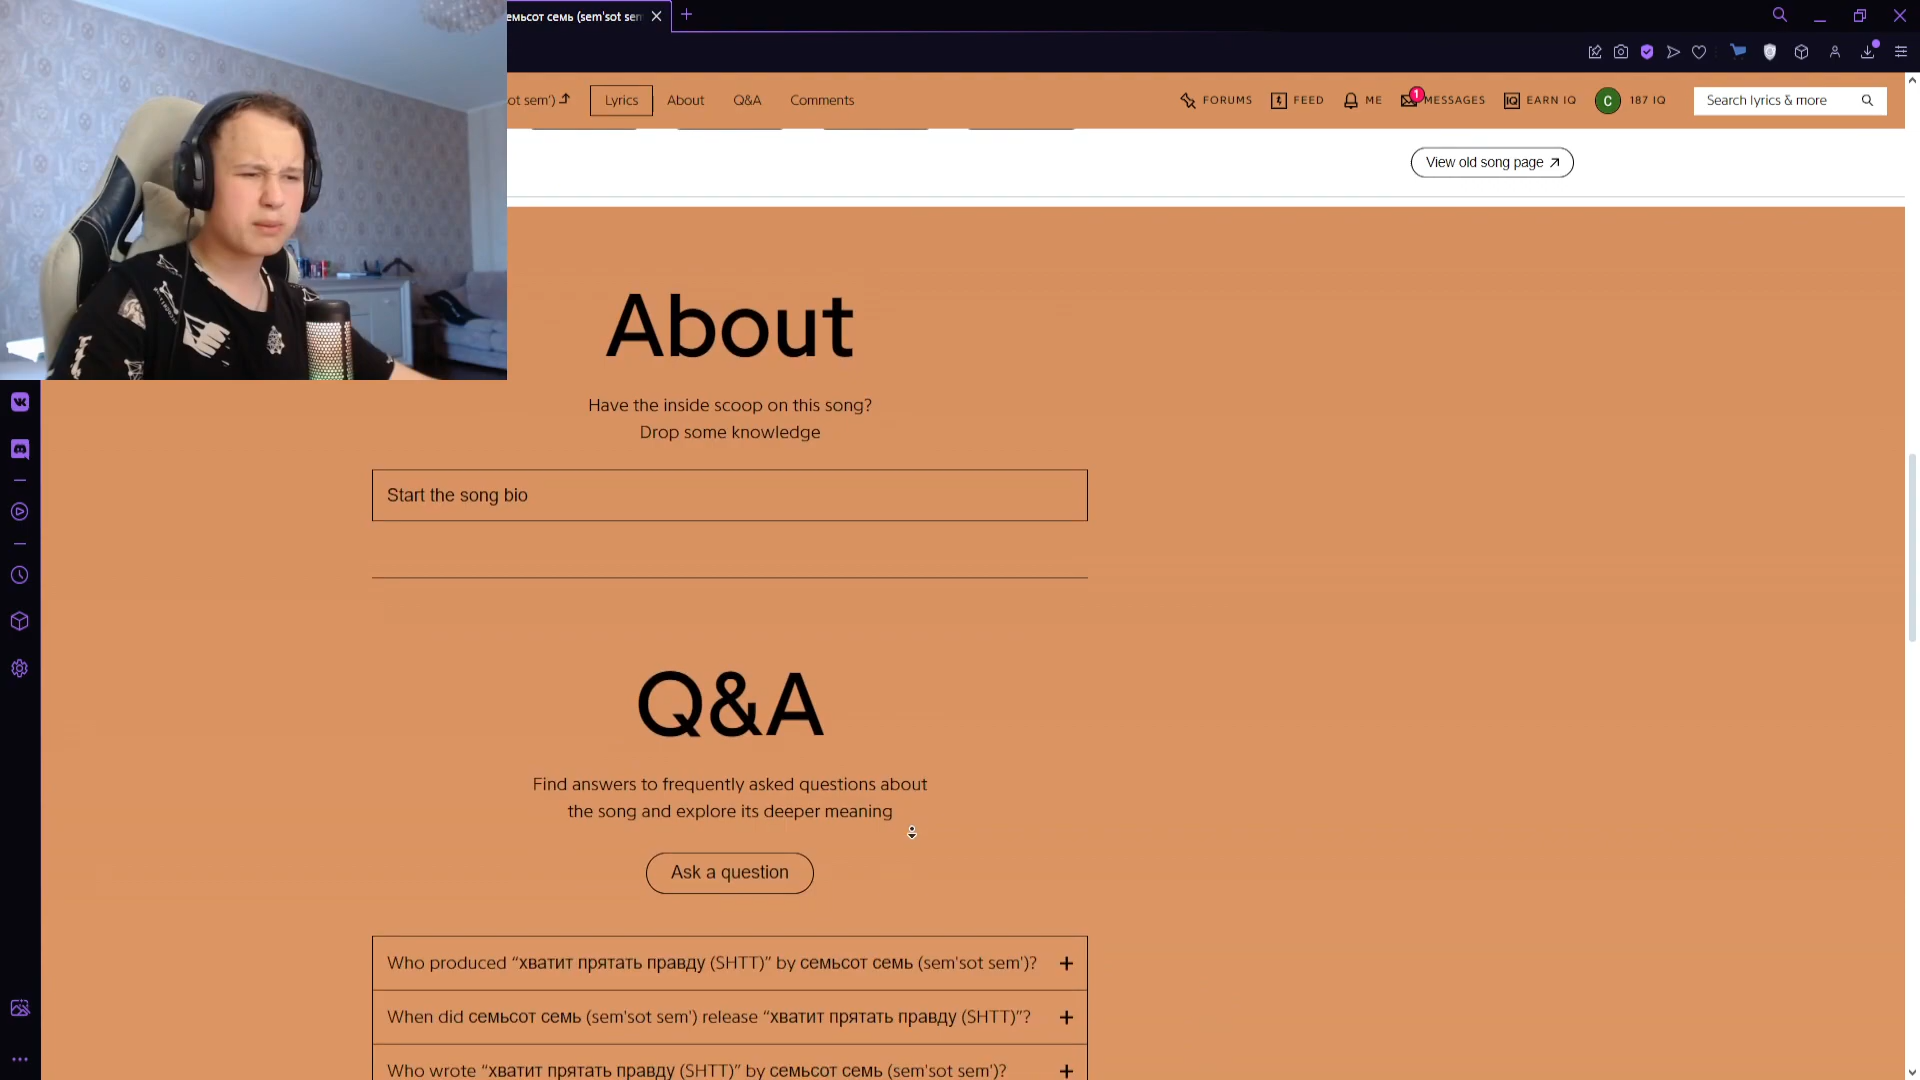 емьсот семь (sem'sot sem
ot sem')
Lyrics
About
Q&A
Comments
FORUMS
FEED
ME
1
MESSAGES
IQ
EARN IQ
C
187 IQ
Search lyrics & more
View old song page
About
Have the inside scoop on this song?
Drop some knowledge
Start the song bio
Q&A
Find answers to frequently asked questions about
the song and explore its deeper meaning
Ask a question
Who produced “хватит прятать правду (SHTT)” by семьсот семь (sem'sot sem')?
When did семьсот семь (sem'sot sem') release “хватит прятать правду (SHTT)”?
Who wrote “хватит прятать правду (SHTT)” by семьсот семь (sem'sot sem')?